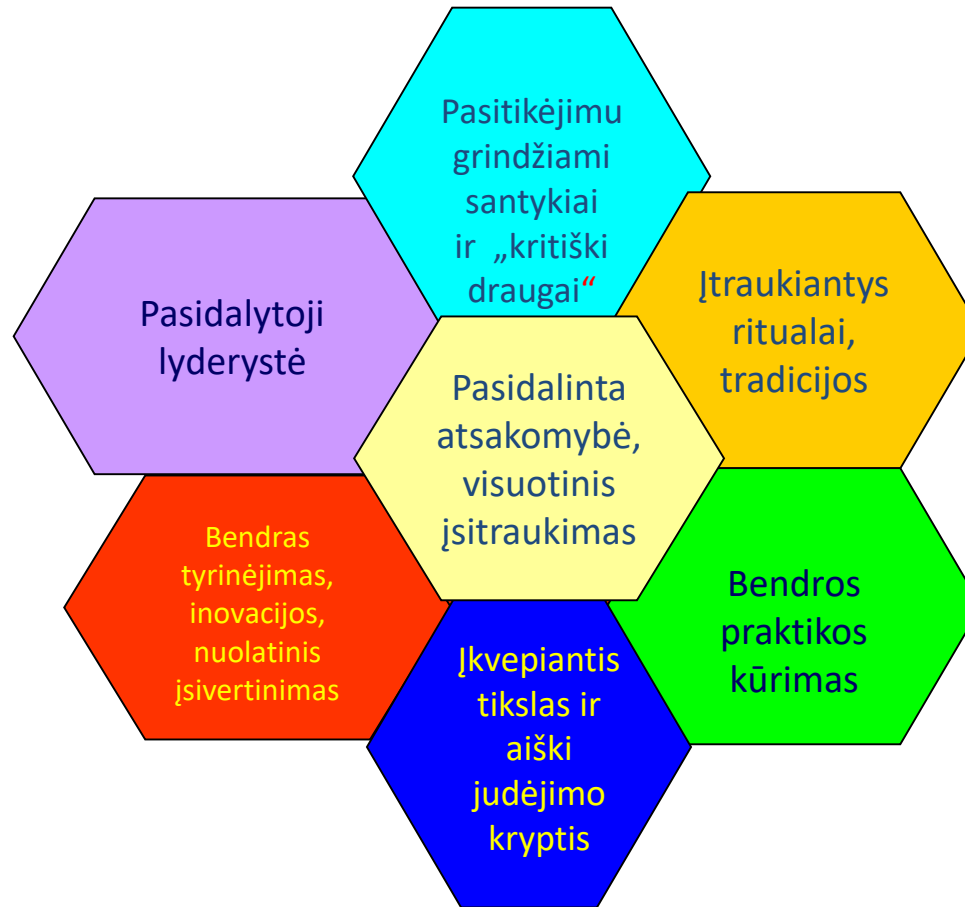 Pasitikėjimu
grindžiami
santykiai
ir „kritiški
draugai“
Pasidalytoji
lyderystė
Įtraukiantys
ritualai,
tradicijos
Pasidalinta
atsakomybė,
visuotinis
įsitraukimas
Bendras
tyrinėjimas,
inovacijos,
nuolatinis
įsivertinimas
Bendros
praktikos
kūrimas
Įkvepiantis
tikslas ir
aiški
judėjimo
kryptis